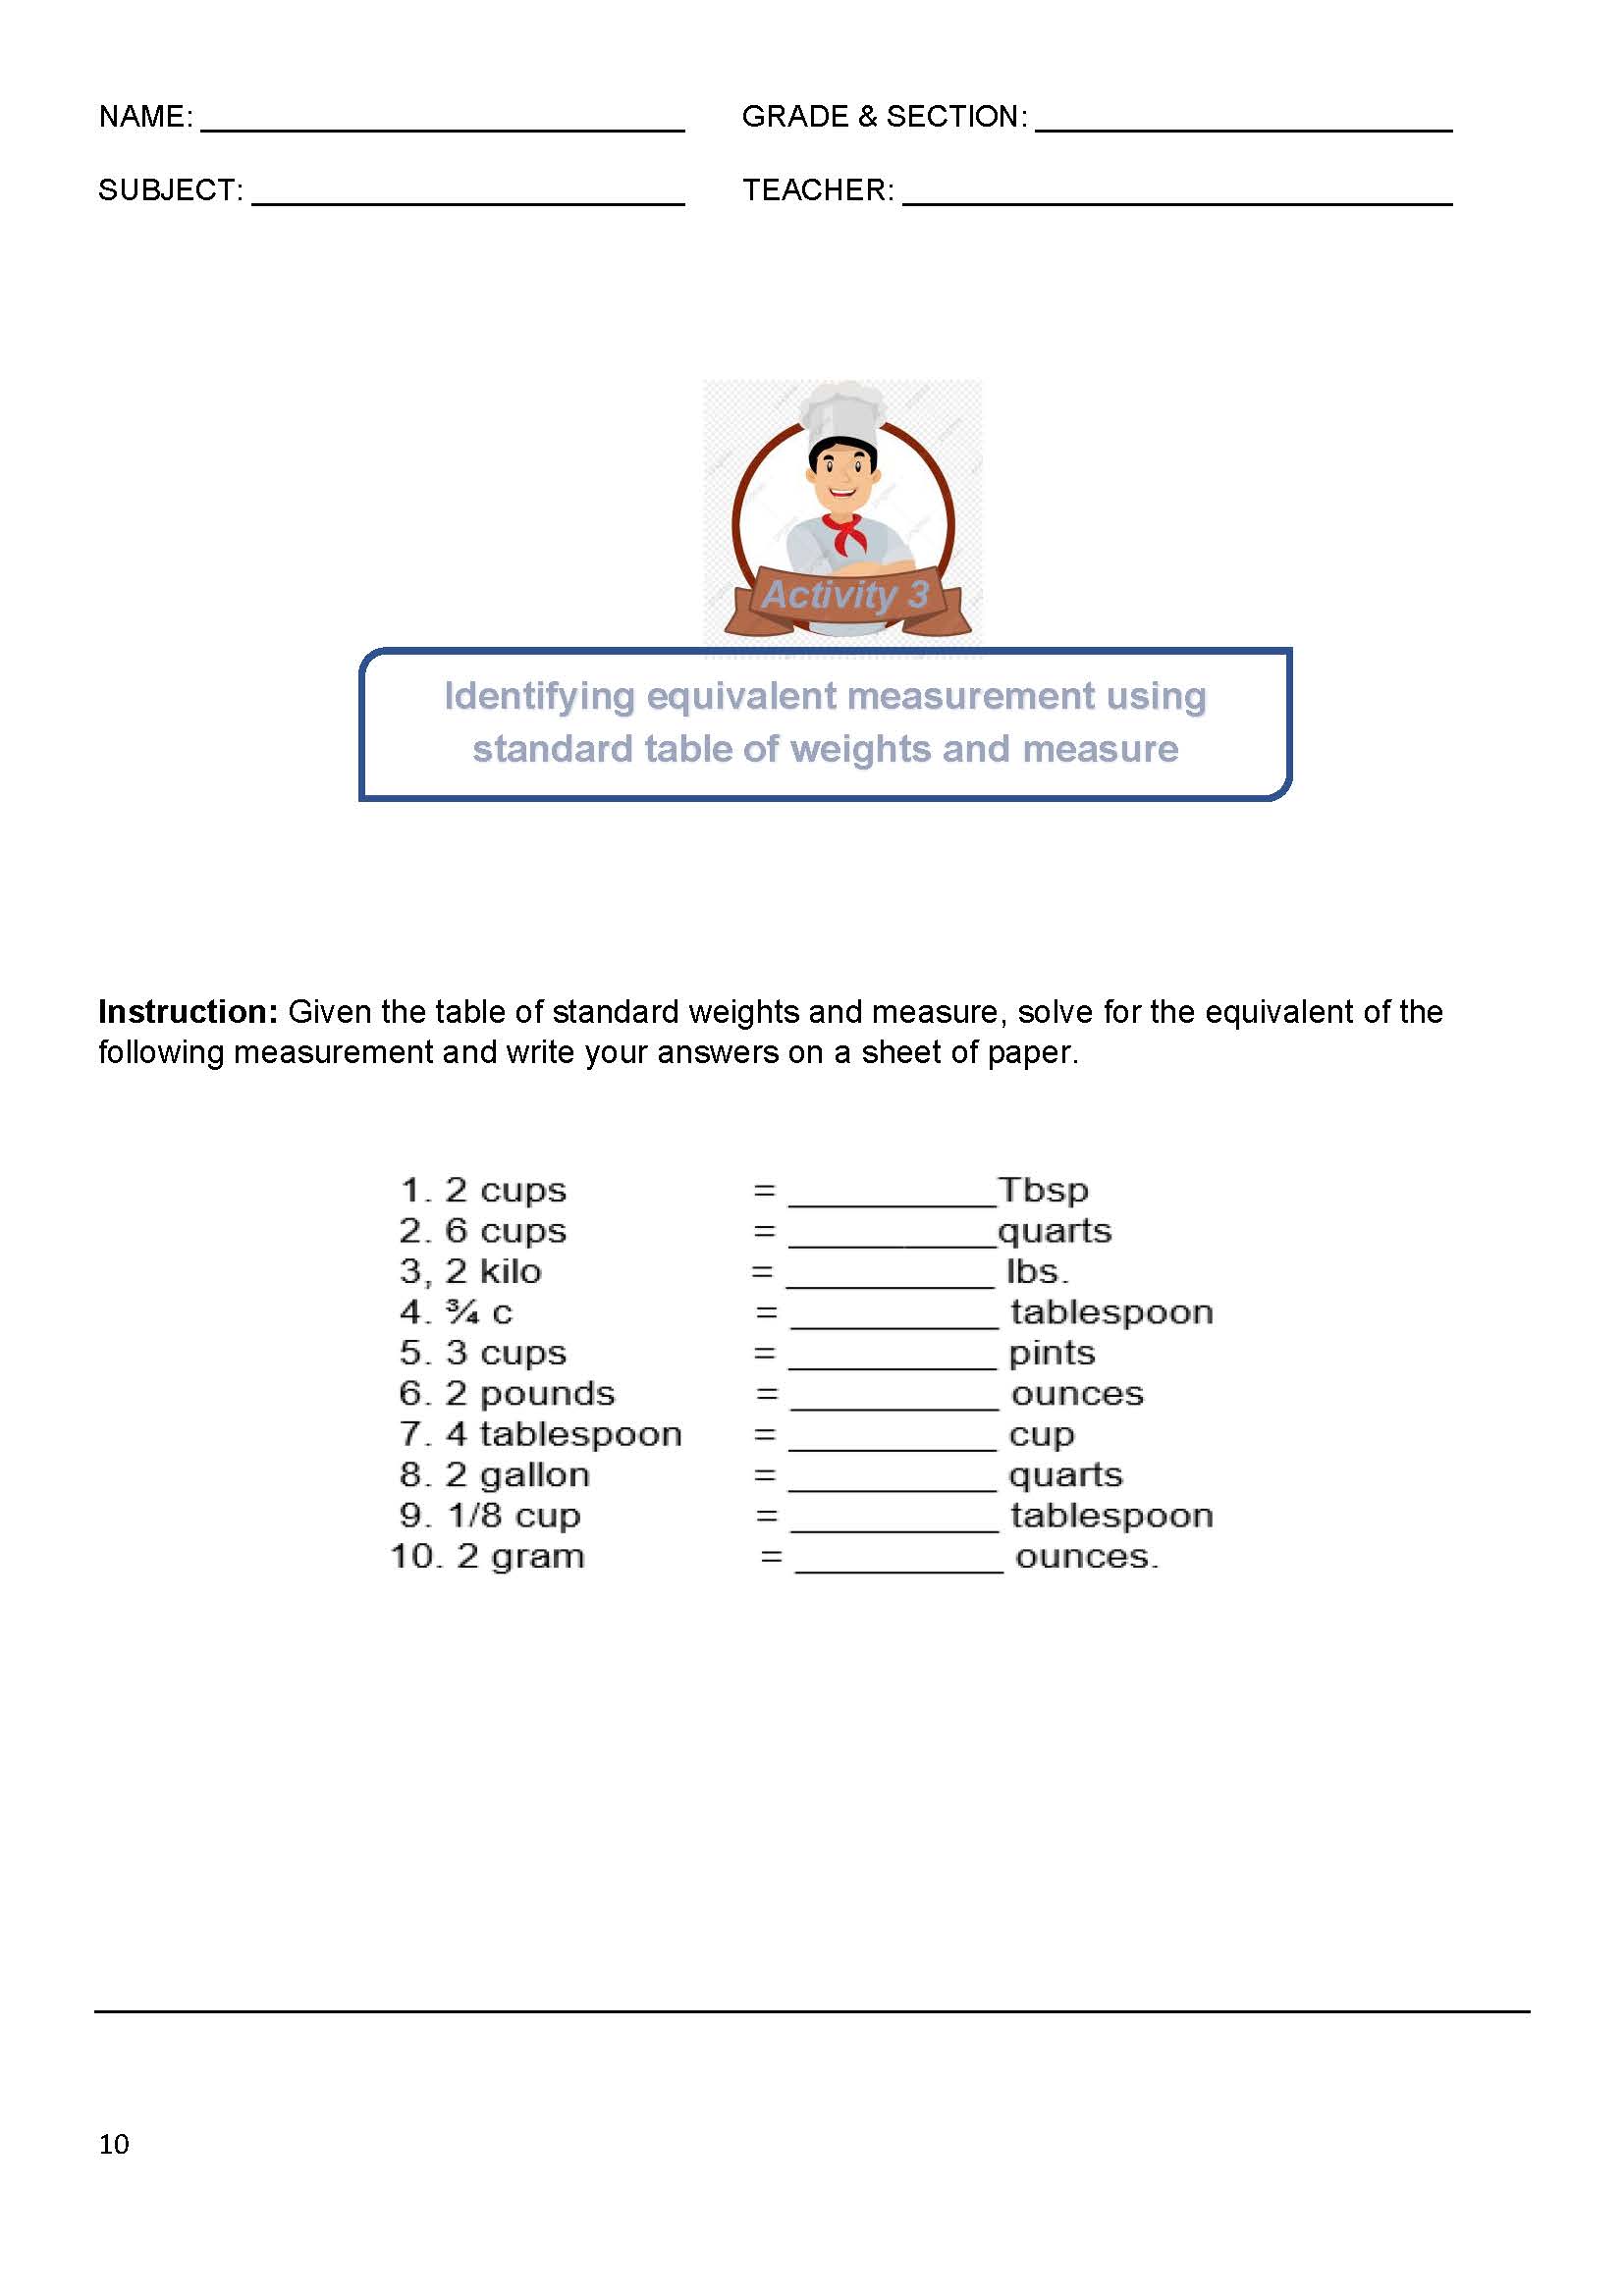 NAME: ____________________ GRADE & SECTION: ____________________
SUBJECT: ____________________ TEACHER: ____________________
Activity 3
Identifying equivalent measurement using
standard table of weights and measure
Instruction: Given the table of standard weights and measure, solve for the equivalent of the
following measurement and write your answers on a sheet of paper.
1. 2 cups = __________Tbsp
2. 6 cups = __________quarts
3, 2 kilo = __________ lbs.
4. ¾ c = __________ tablespoon
5. 3 cups = __________ pints
6. 2 pounds = __________ ounces
7. 4 tablespoon = __________ cup
8. 2 gallon = __________ quarts
9. 1/8 cup = __________ tablespoon
10. 2 gram = __________ ounces.
10